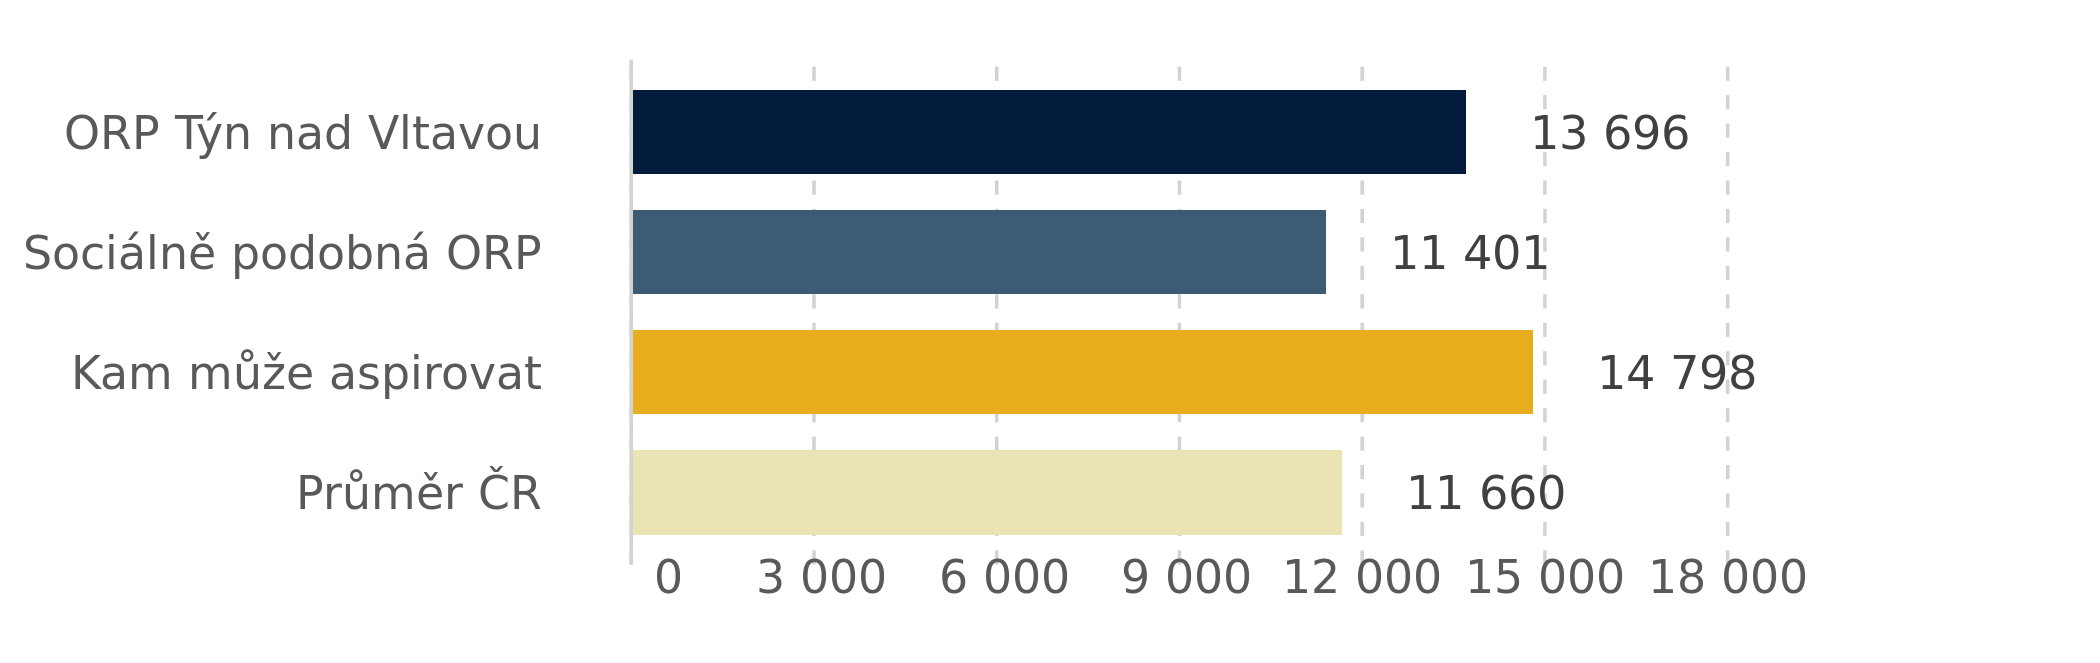 ORP Týn nad Vltavou 13 696
Sociálně podobná ORP 11 401
Kam může aspirovat 14 798
Průměr ČR 11 660
0 3 000 6 000 9 000 12 000 15 000 18 000